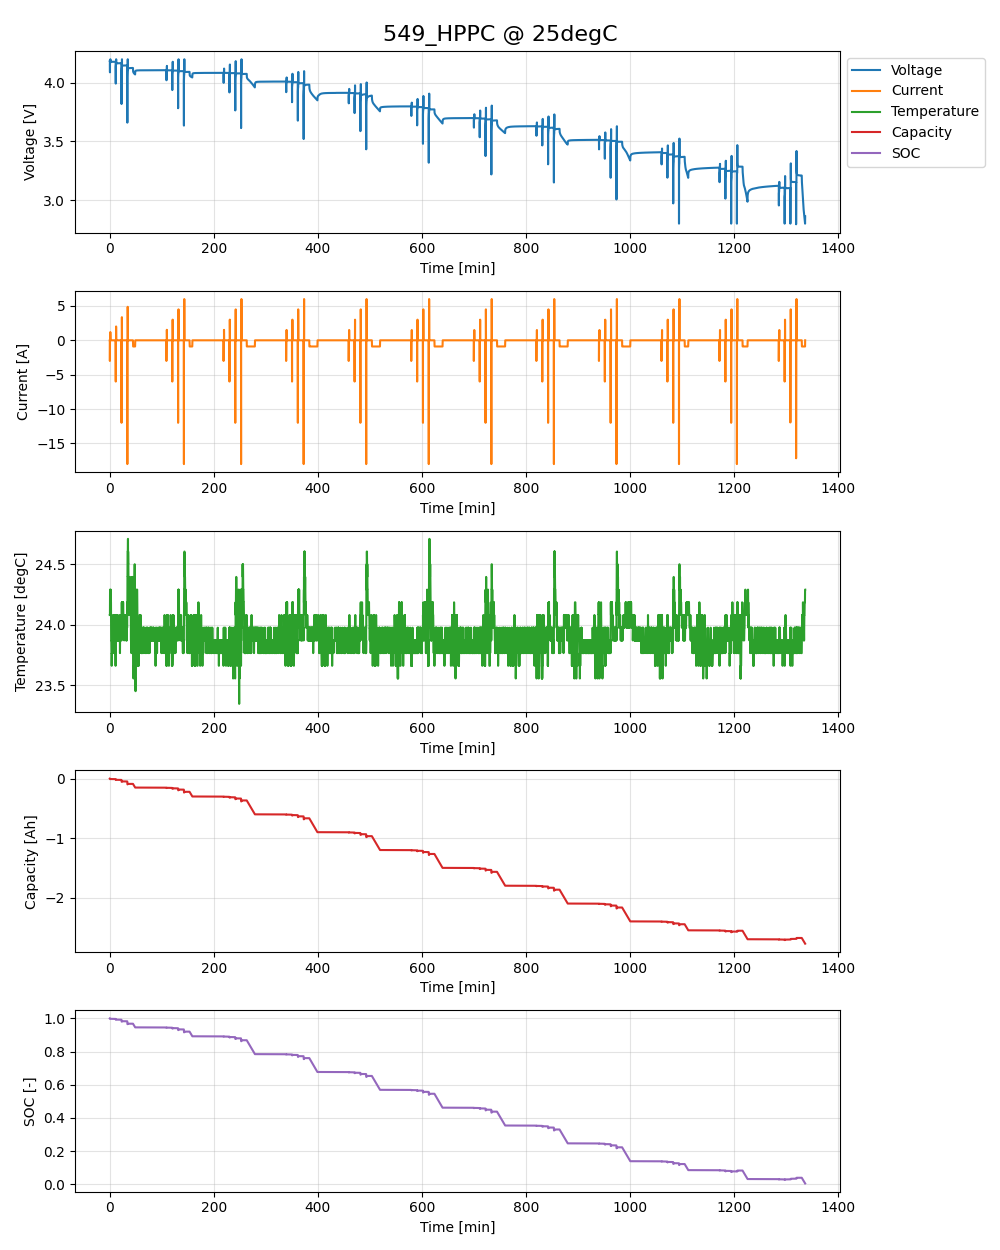 549_HPPC @ 25degC
Voltage [V]
4.0
3.5
3.0
0 200 400 600 800 1000 1200 1400
Time [min]
Voltage
Current
Temperature
Capacity
SOC
Current [A]
5
0
−5
−10
−15
0 200 400 600 800 1000 1200 1400
Time [min]
Temperature [degC]
24.5
24.0
23.5
0 200 400 600 800 1000 1200 1400
Time [min]
Capacity [Ah]
0
−1
−2
0 200 400 600 800 1000 1200 1400
Time [min]
SOC [-]
1.0
0.8
0.6
0.4
0.2
0.0
0 200 400 600 800 1000 1200 1400
Time [min]